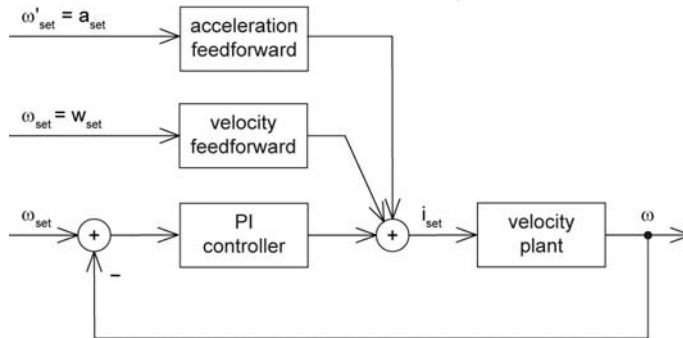 ω'set = aset
acceleration
feedforward
ωset = wset
velocity
feedforward
ωset
+
−
PI
controller
+
iset
velocity
plant
ω